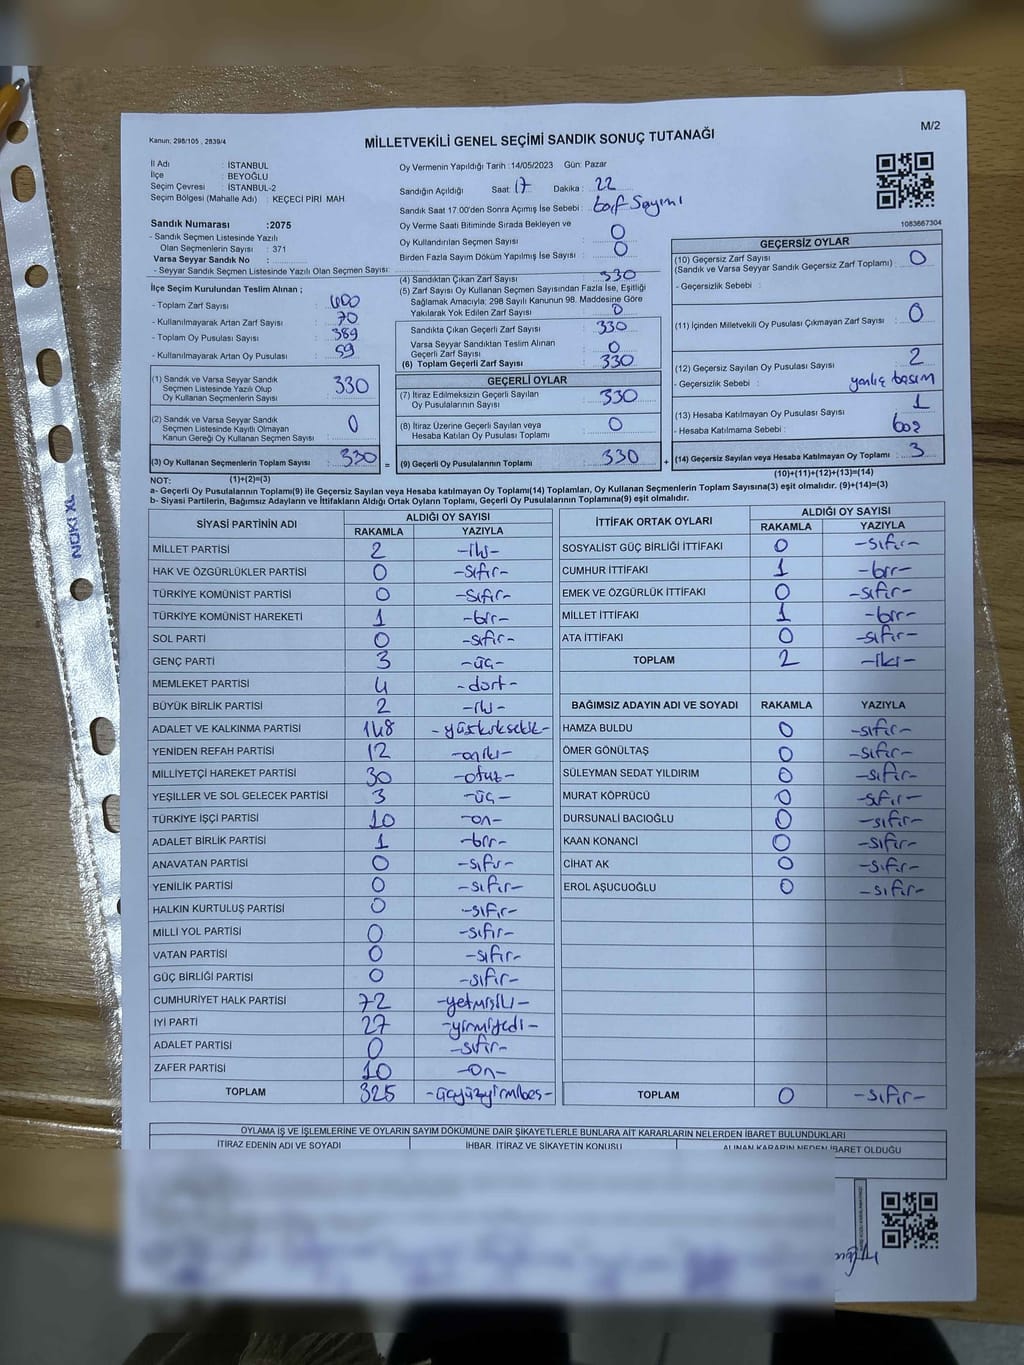 Kanun; 298/105 , 2839/4
MİLLETVEKİLİ GENEL SEÇİMİ SANDIK SONUÇ TUTANAĞI
M/2
İl Adı : İSTANBUL
İlçe : BEYOĞLU
Seçim Çevresi : İSTANBUL-2
Seçim Bölgesi (Mahalle Adı) : KEÇECİ PİRİ MAH
Oy Vermenin Yapıldığı Tarih :14/05/2023 Gün: Pazar
Sandığın Açıldığı Saat: 17 Dakika : 22
Sandık Saat 17.00'den Sonra Açımış İse Sebebi : Sayımı
1083667304
Sandık Numarası :2075
- Sandık Seçmen Listesinde Yazılı
Olan Seçmenlerin Sayısı : 371
Varsa Seyyar Sandık No :
- Seyyar Sandık Seçmen Listesinde Yazılı Olan Seçmen Sayısı:
Oy Verme Saati Bitiminde Sırada Bekleyen ve
Oy Kullandırılan Seçmen Sayısı : 0
Birden Fazla Sayım Döküm Yapılmış İse Sayısı : 0
İlçe Seçim Kurulundan Teslim Alınan ;
- Toplam Zarf Sayısı : 400
- Kullanılmayarak Artan Zarf Sayısı : 70
- Toplam Oy Pusulası Sayısı : 389
- Kullanılmayarak Artan Oy Pusulası : 59
(4) Sandıktan Çıkan Zarf Sayısı : 330
(5) Zarf Sayısı Oy Kullanan Seçmen Sayısından Fazla İse, Eşitliği
Sağlamak Amacıyla; 298 Sayılı Kanunun 98. Maddesine Göre
Yakılarak Yok Edilen Zarf Sayısı : 0
Sandıkta Çıkan Geçerli Zarf Sayısı : 330
Varsa Seyyar Sandıktan Teslim Alınan
Geçerli Zarf Sayısı : 0
(6) Toplam Geçerli Zarf Sayısı : 330
GEÇERSİZ OYLAR
(10) Geçersiz Zarf Sayısı : 0
(Sandık ve Varsa Seyyar Sandık Geçersiz Zarf Toplamı)
- Geçersizlik Sebebi :
(11) İçinden Milletvekili Oy Pusulası Çıkmayan Zarf Sayısı : 0
(12) Geçersiz Sayılan Oy Pusulası Sayısı : 2
- Geçersizlik Sebebi : yanlış basım
(13) Hesaba Katılmayan Oy Pusulası Sayısı : 1
- Hesaba Katılmama Sebebi : boş
(14) Geçersiz Sayılan veya Hesaba Katılmayan Oy Toplamı : 3
(10)+(11)+(12)+(13)=(14)
(1) Sandık ve Varsa Seyyar Sandık
Seçmen Listesinde Yazılı Olup
Oy Kullanan Seçmenlerin Sayısı : 330
(2) Sandık ve Varsa Seyyar Sandık
Seçmen Listesinde Kayıtlı Olmayan
Kanun Gereği Oy Kullanan Seçmen Sayısı : 0
(3) Oy Kullanan Seçmenlerin Toplam Sayısı : 330 =
GEÇERLİ OYLAR
(7) İtiraz Edilmeksizin Geçerli Sayılan
Oy Pusulalarının Sayısı : 330
(8) İtiraz Üzerine Geçerli Sayılan veya
Hesaba Katılan Oy Pusulası Toplamı : 0
(9) Geçerli Oy Pusulalarının Toplamı : 330 +
NOT: (1)+(2)=(3)
a- Geçerli Oy Pusulalarının Toplamı(9) ile Geçersiz Sayılan veya Hesaba katılmayan Oy Toplamı(14) Toplamları, Oy Kullanan Seçmenlerin Toplam Sayısına(3) eşit olmalıdır. (9)+(14)=(3)
b- Siyasi Partilerin, Bağımsız Adayların ve İttifakların Aldığı Ortak Oyların Toplamı, Geçerli Oy Pusulalarının Toplamına(9) eşit olmalıdır.
SİYASİ PARTİNİN ADI ALDIĞI OY SAYISI
RAKAMLA YAZIYLA
MİLLET PARTİSİ 2 -iki-
HAK VE ÖZGÜRLÜKLER PARTİSİ 0 -sıfır-
TÜRKİYE KOMÜNİST PARTİSİ 0 -sıfır-
TÜRKİYE KOMÜNİST HAREKETİ 1 -bir-
SOL PARTİ 0 -sıfır-
GENÇ PARTİ 3 -üç-
MEMLEKET PARTİSİ 4 -dört-
BÜYÜK BİRLİK PARTİSİ 2 -iki-
ADALET VE KALKINMA PARTİSİ 148 -yüzkırksekiz-
YENİDEN REFAH PARTİSİ 12 -oniki-
MİLLİYETÇİ HAREKET PARTİSİ 30 -otuz-
YEŞİLLER VE SOL GELECEK PARTİSİ 3 -üç-
TÜRKİYE İŞÇİ PARTİSİ 10 -on-
ADALET BİRLİK PARTİSİ 1 -bir-
ANAVATAN PARTİSİ 0 -sıfır-
YENİLİK PARTİSİ 0 -sıfır-
HALKIN KURTULUŞ PARTİSİ 0 -sıfır-
MİLLİ YOL PARTİSİ 0 -sıfır-
VATAN PARTİSİ 0 -sıfır-
GÜÇ BİRLİĞİ PARTİSİ 0 -sıfır-
CUMHURİYET HALK PARTİSİ 72 -yetmişiki-
İYİ PARTİ 27 -yirmiyedi-
ADALET PARTİSİ 0 -sıfır-
ZAFER PARTİSİ 10 -on-
TOPLAM 325 -üçyüzyirmibeş-
İTTİFAK ORTAK OYLARI ALDIĞI OY SAYISI
RAKAMLA YAZIYLA
SOSYALİST GÜÇ BİRLİĞİ İTTİFAKI 0 -sıfır-
CUMHUR İTTİFAKI 1 -bir-
EMEK VE ÖZGÜRLÜK İTTİFAKI 0 -sıfır-
MİLLET İTTİFAKI 1 -bir-
ATA İTTİFAKI 0 -sıfır-
TOPLAM 2 -iki-
BAĞIMSIZ ADAYIN ADI VE SOYADI RAKAMLA YAZIYLA
HAMZA BULDU 0 -sıfır-
ÖMER GÖNÜLTAŞ 0 -sıfır-
SÜLEYMAN SEDAT YILDIRIM 0 -sıfır-
MURAT KÖPRÜCÜ 0 -sıfır-
DURSUNALİ BACIOĞLU 0 -sıfır-
KAAN KONANCİ 0 -sıfır-
CİHAT AK 0 -sıfır-
EROL AŞUCUOĞLU 0 -sıfır-
TOPLAM 0 -sıfır-
OYLAMA İŞ VE İŞLEMLERİNE VE OYLARIN SAYIM DÖKÜMÜNE DAİR ŞİKAYETLERLE BUNLARA AİT KARARLARIN NELERDEN İBARET BULUNDUKLARI
İTİRAZ EDENİN ADI VE SOYADI İHBAR, İTİRAZ VE ŞİKAYETİN KONUSU ALINAN KARARIN NEDEN İBARET OLDUĞU
NOKI XL